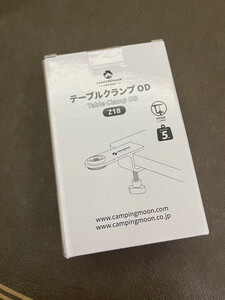 CAMPINGMOON
テーブルクランプ OD
Table Clamp OD
Z18
5
www.campingmoon.com
www.campingmoon.co.jp